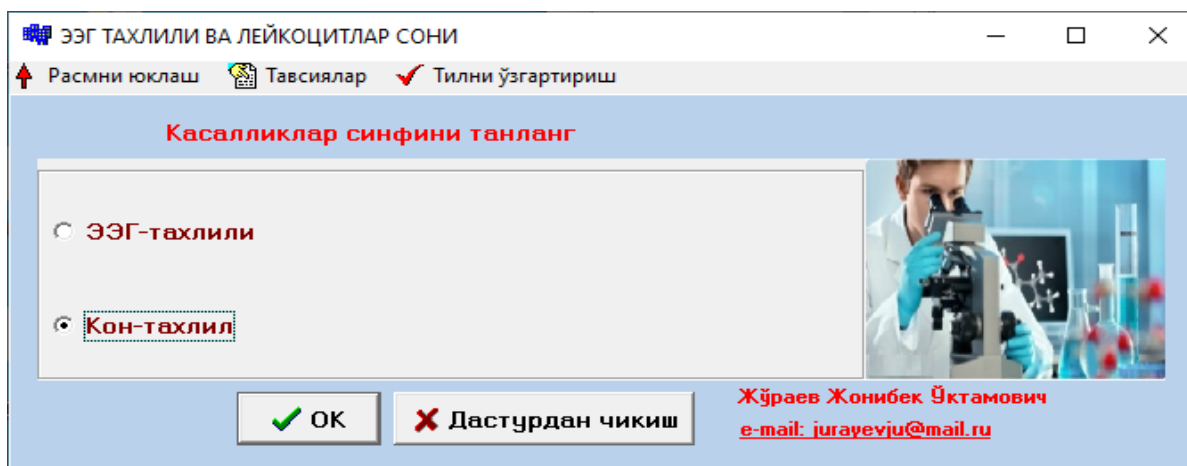 ЭЭГ ТАХЛИЛИ ВА ЛЕЙКОЦИТЛАР СОНИ
Расмни юклаш Тавсиялар Тилни ўзгартириш
Касалликлар синфини танланг
ЭЭГ-тахлили
Кон-тахлил
OK Дастурдан чикиш
Жўраев Жонибек Ўктамович
e-mail: jurayevju@mail.ru